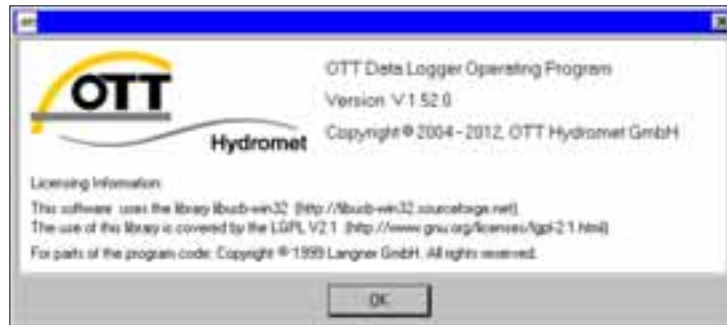 OTT
Hydromet
OTT Data Logger Operating Program
Version V.1.52.0
Copyright © 2004 - 2012, OTT Hydromet GmbH
Licensing Information:
This software uses the library libusb-win32 (http://libusb-win32.sourceforge.net)
The use of this library is covered by the LGPL V2.1 (http://www.gnu.org/licenses/lgpl-2.1.html)
For parts of the program code: Copyright © 1999 Langner GmbH. All rights reserved.
OK